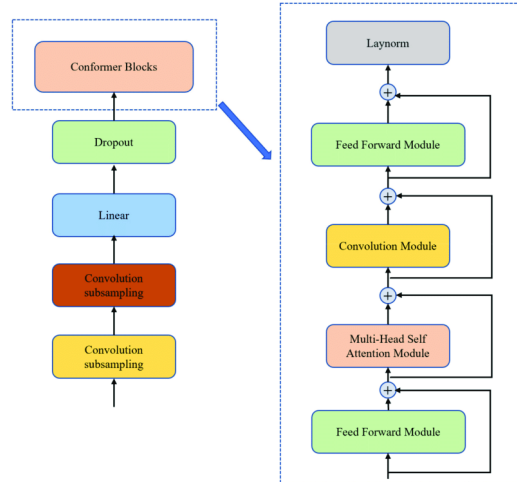 Conformer Blocks
Dropout
Linear
Convolution
subsampling
Convolution
subsampling
Laynorm
+
Feed Forward Module
+
Convolution Module
+
Multi-Head Self
Attention Module
+
Feed Forward Module